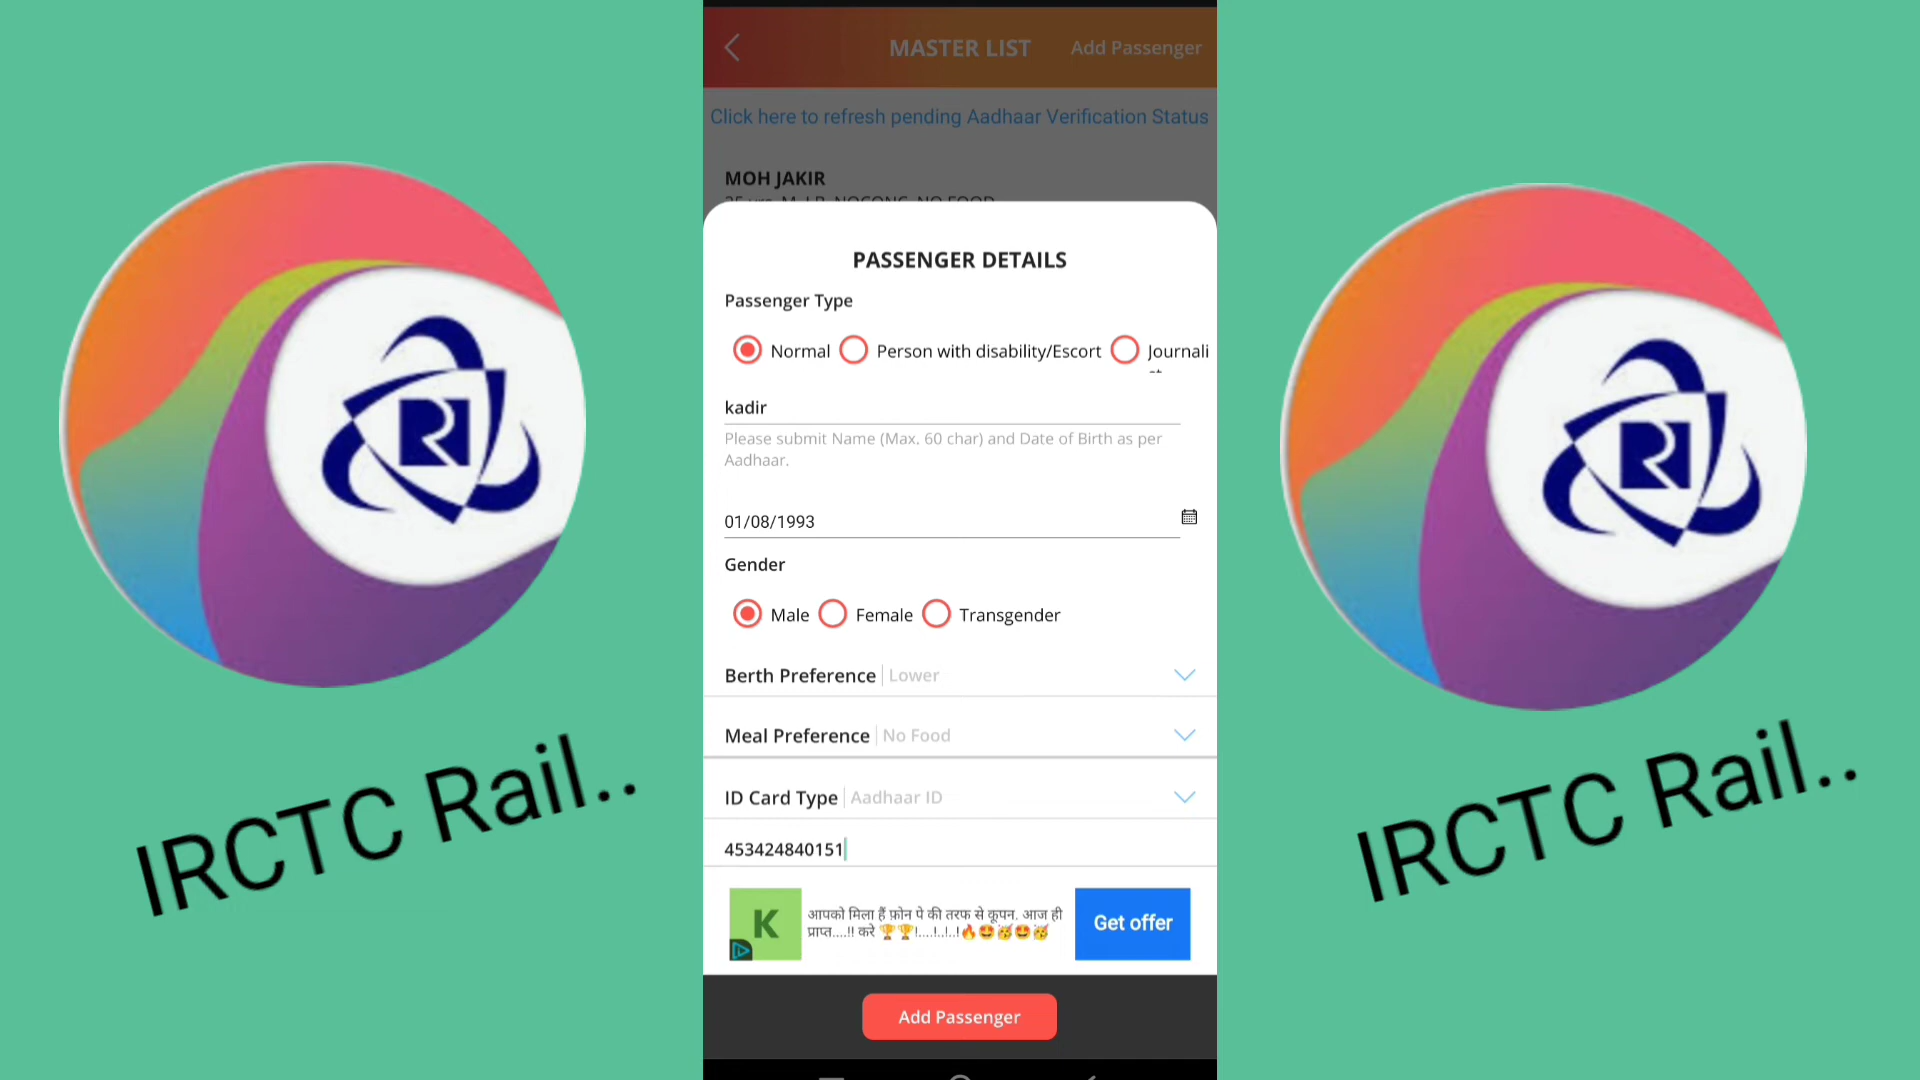 MASTER LIST
Add Passenger
Click here to refresh pending Aadhaar Verification Status
MOH JAKIR
PASSENGER DETAILS
Passenger Type
Normal
Person with disability/Escort
Journali
kadir
Please submit Name (Max. 60 char) and Date of Birth as per
Aadhaar.
01/08/1993
Gender
Male
Female
Transgender
Berth Preference Lower
Meal Preference No Food
ID Card Type Aadhaar ID
453424840151
K
आपको मिला हैं फ़ोन पे की तरफ से कूपन. आज ही
प्राप्त....!! करे 🏆🏆!....!..!..!🔥🤩🥳🤩🥳
Get offer
Add Passenger
IRCTC Rail..
IRCTC Rail..